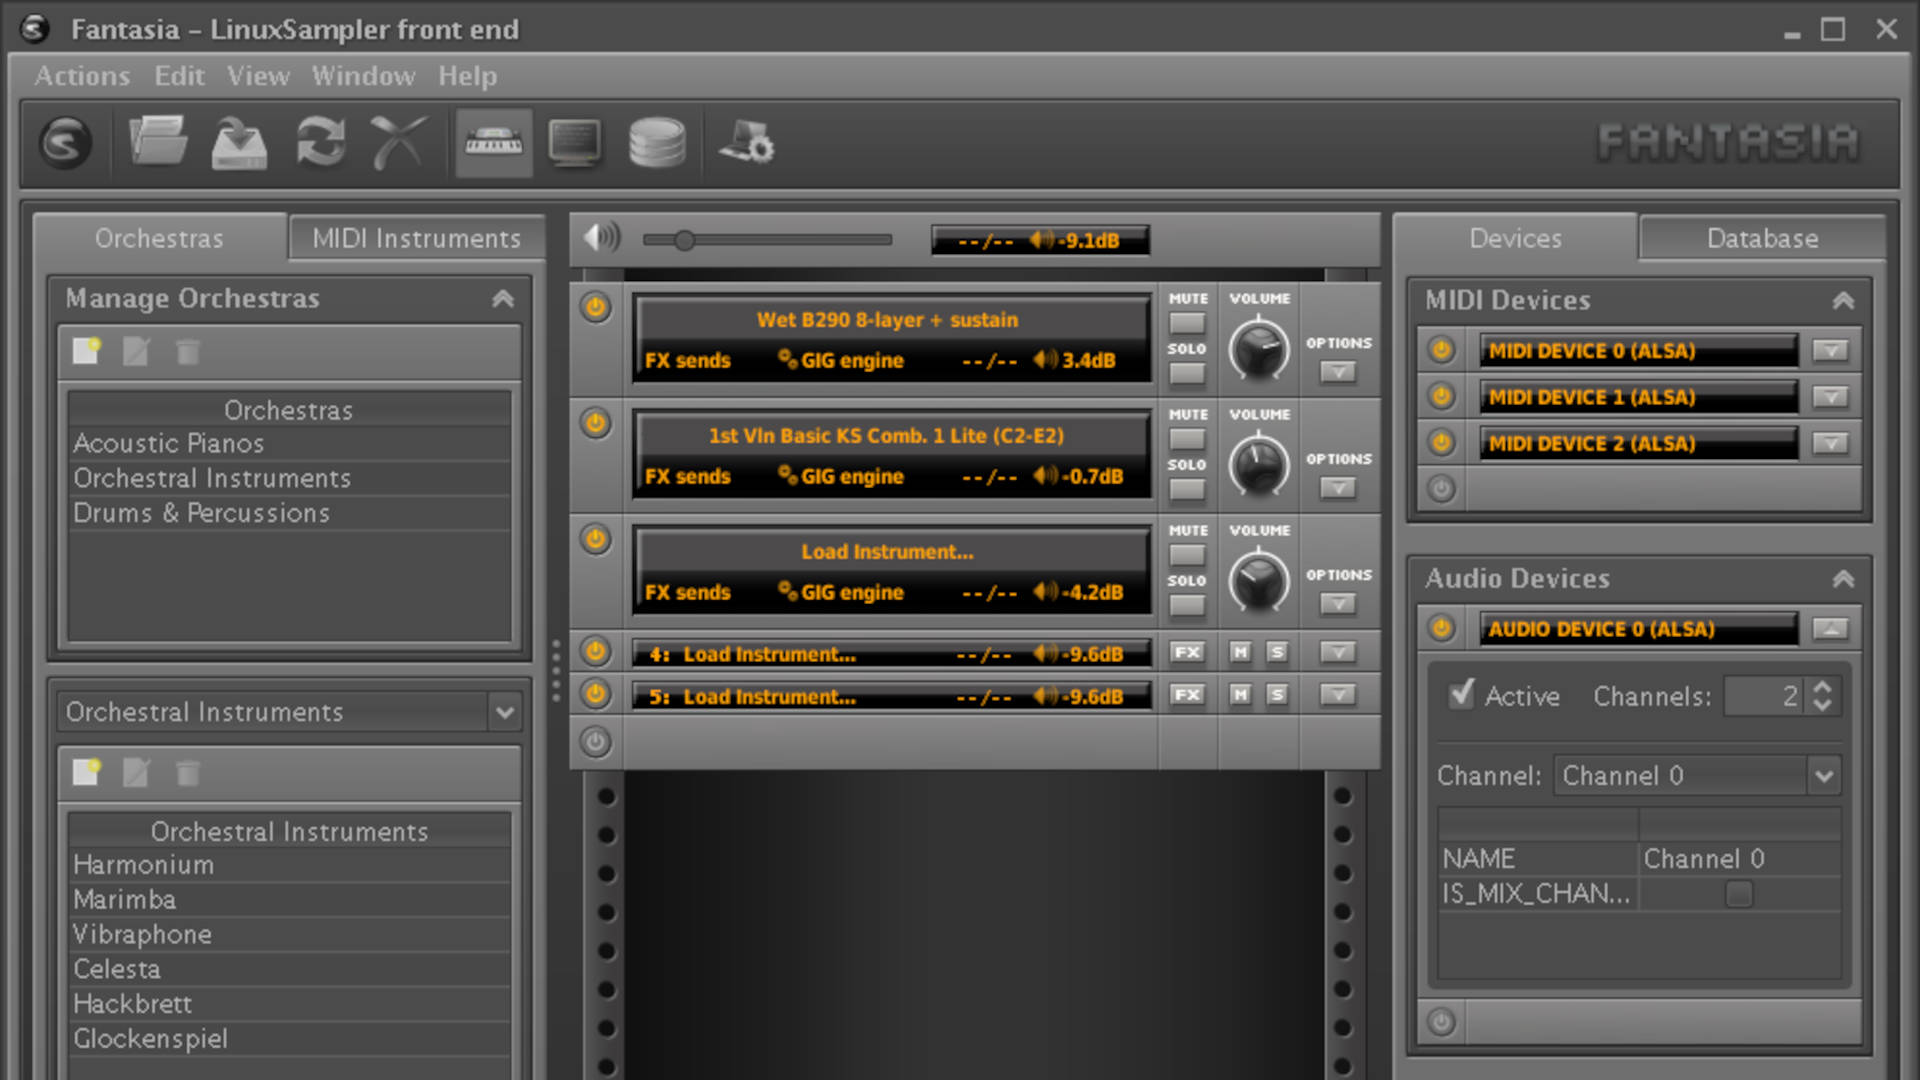 Fantasia – LinuxSampler front end
Actions Edit View Window Help
FANTASIA
Orchestras MIDI Instruments
Manage Orchestras
Orchestras
Acoustic Pianos
Orchestral Instruments
Drums & Percussions
Orchestral Instruments
Orchestral Instruments
Harmonium
Marimba
Vibraphone
Celesta
Hackbrett
Glockenspiel
--/-- -9.1dB
Wet B290 8-layer + sustain
FX sends GIG engine --/-- 3.4dB
MUTE
SOLO
VOLUME
OPTIONS
1st Vln Basic KS Comb. 1 Lite (C2-E2)
FX sends GIG engine --/-- -0.7dB
MUTE
SOLO
VOLUME
OPTIONS
Load Instrument...
FX sends GIG engine --/-- -4.2dB
MUTE
SOLO
VOLUME
OPTIONS
4: Load Instrument... --/-- -9.6dB FX M S
5: Load Instrument... --/-- -9.6dB FX M S
Devices Database
MIDI Devices
MIDI DEVICE 0 (ALSA)
MIDI DEVICE 1 (ALSA)
MIDI DEVICE 2 (ALSA)
Audio Devices
AUDIO DEVICE 0 (ALSA)
Active Channels: 2
Channel: Channel 0
NAME Channel 0
IS_MIX_CHAN...